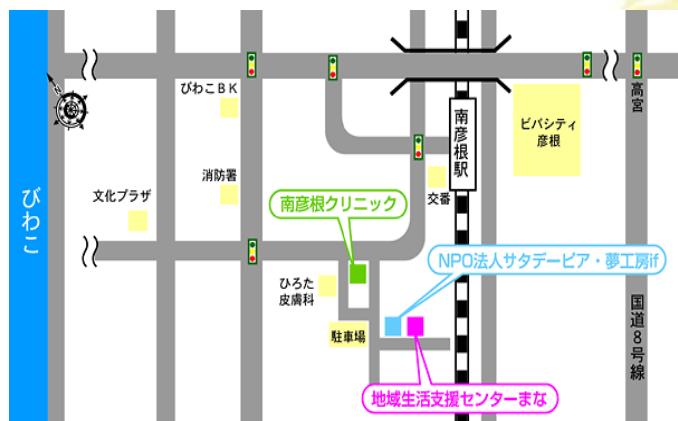 びわこBK
高宮
ビバシティ
彦根
南彦根駅
消防署
交番
文化プラザ
南彦根クリニック
びわこ
NPO法人サタデーピア・夢工房if
ひろた
皮膚科
国道8号線
駐車場
地域生活支援センターまな
N